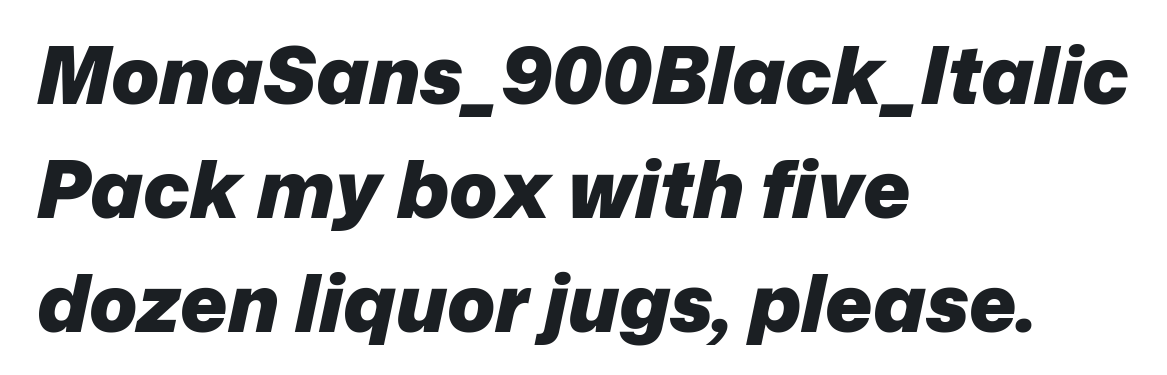 MonaSans_900Black_Italic
Pack my box with five
dozen liquor jugs, please.